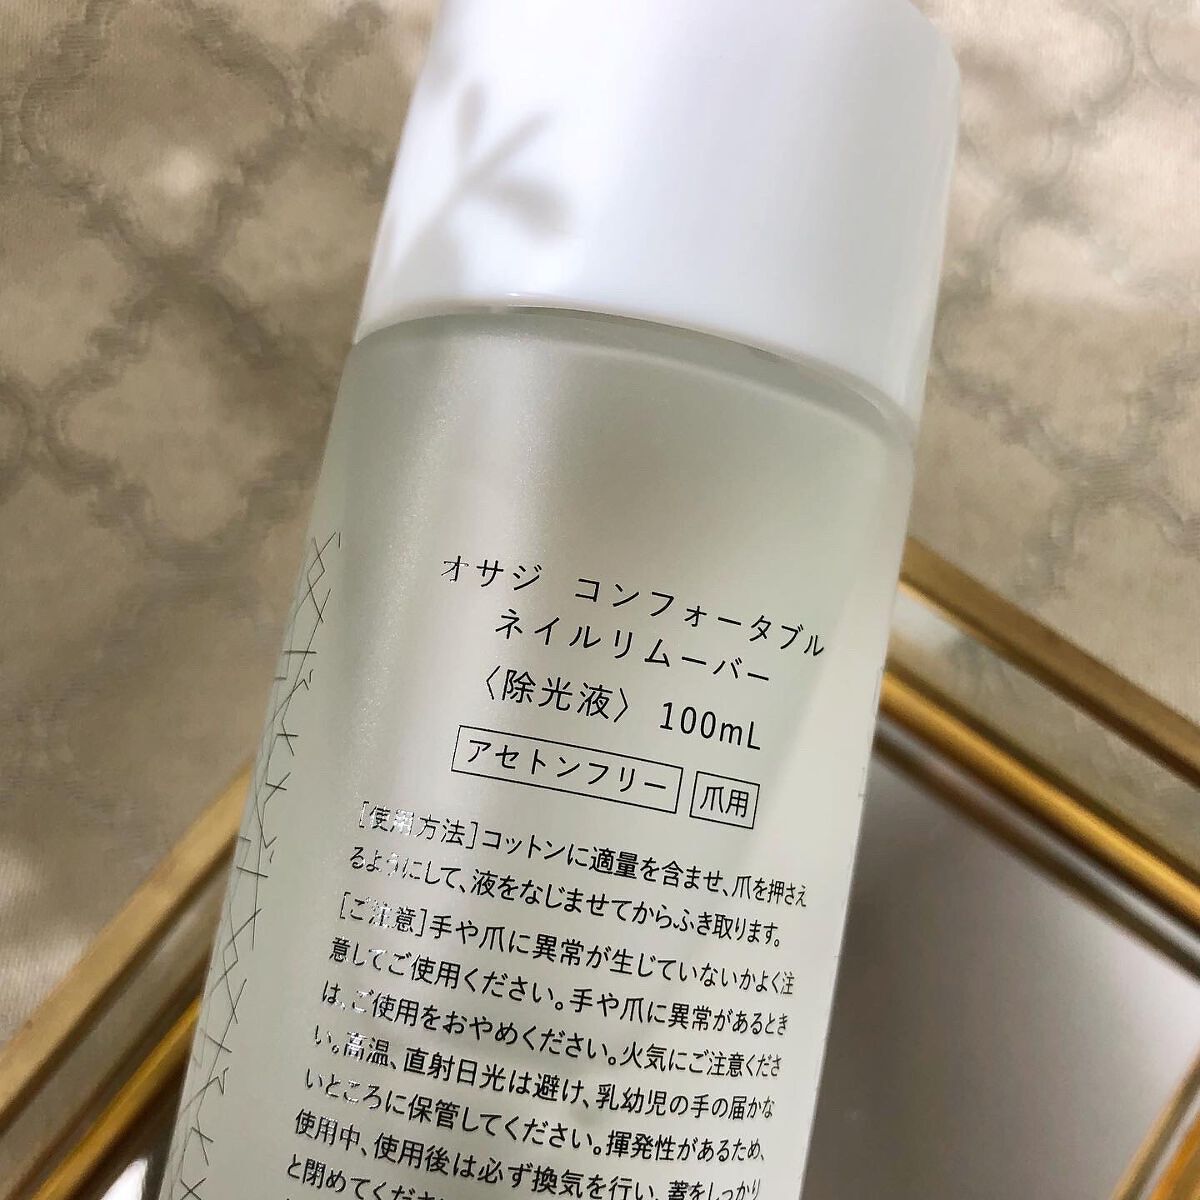 オサジ コンフォータブル
ネイルリムーバー
〈除光液〉 100mL
アセトンフリー 爪用
[使用方法]コットンに適量を含ませ、爪を押さえ
るようにして、液をなじませてからふき取ります。
[ご注意]手や爪に異常が生じていないかよく注
意してご使用ください。手や爪に異常があるとき
は、ご使用をおやめください。火気にご注意くださ
い。高温、直射日光は避け、乳幼児の手の届かな
いところに保管してください。揮発性があるため、
使用中、使用後は必ず換気を行い、蓋をしっかり
と閉めてくださ